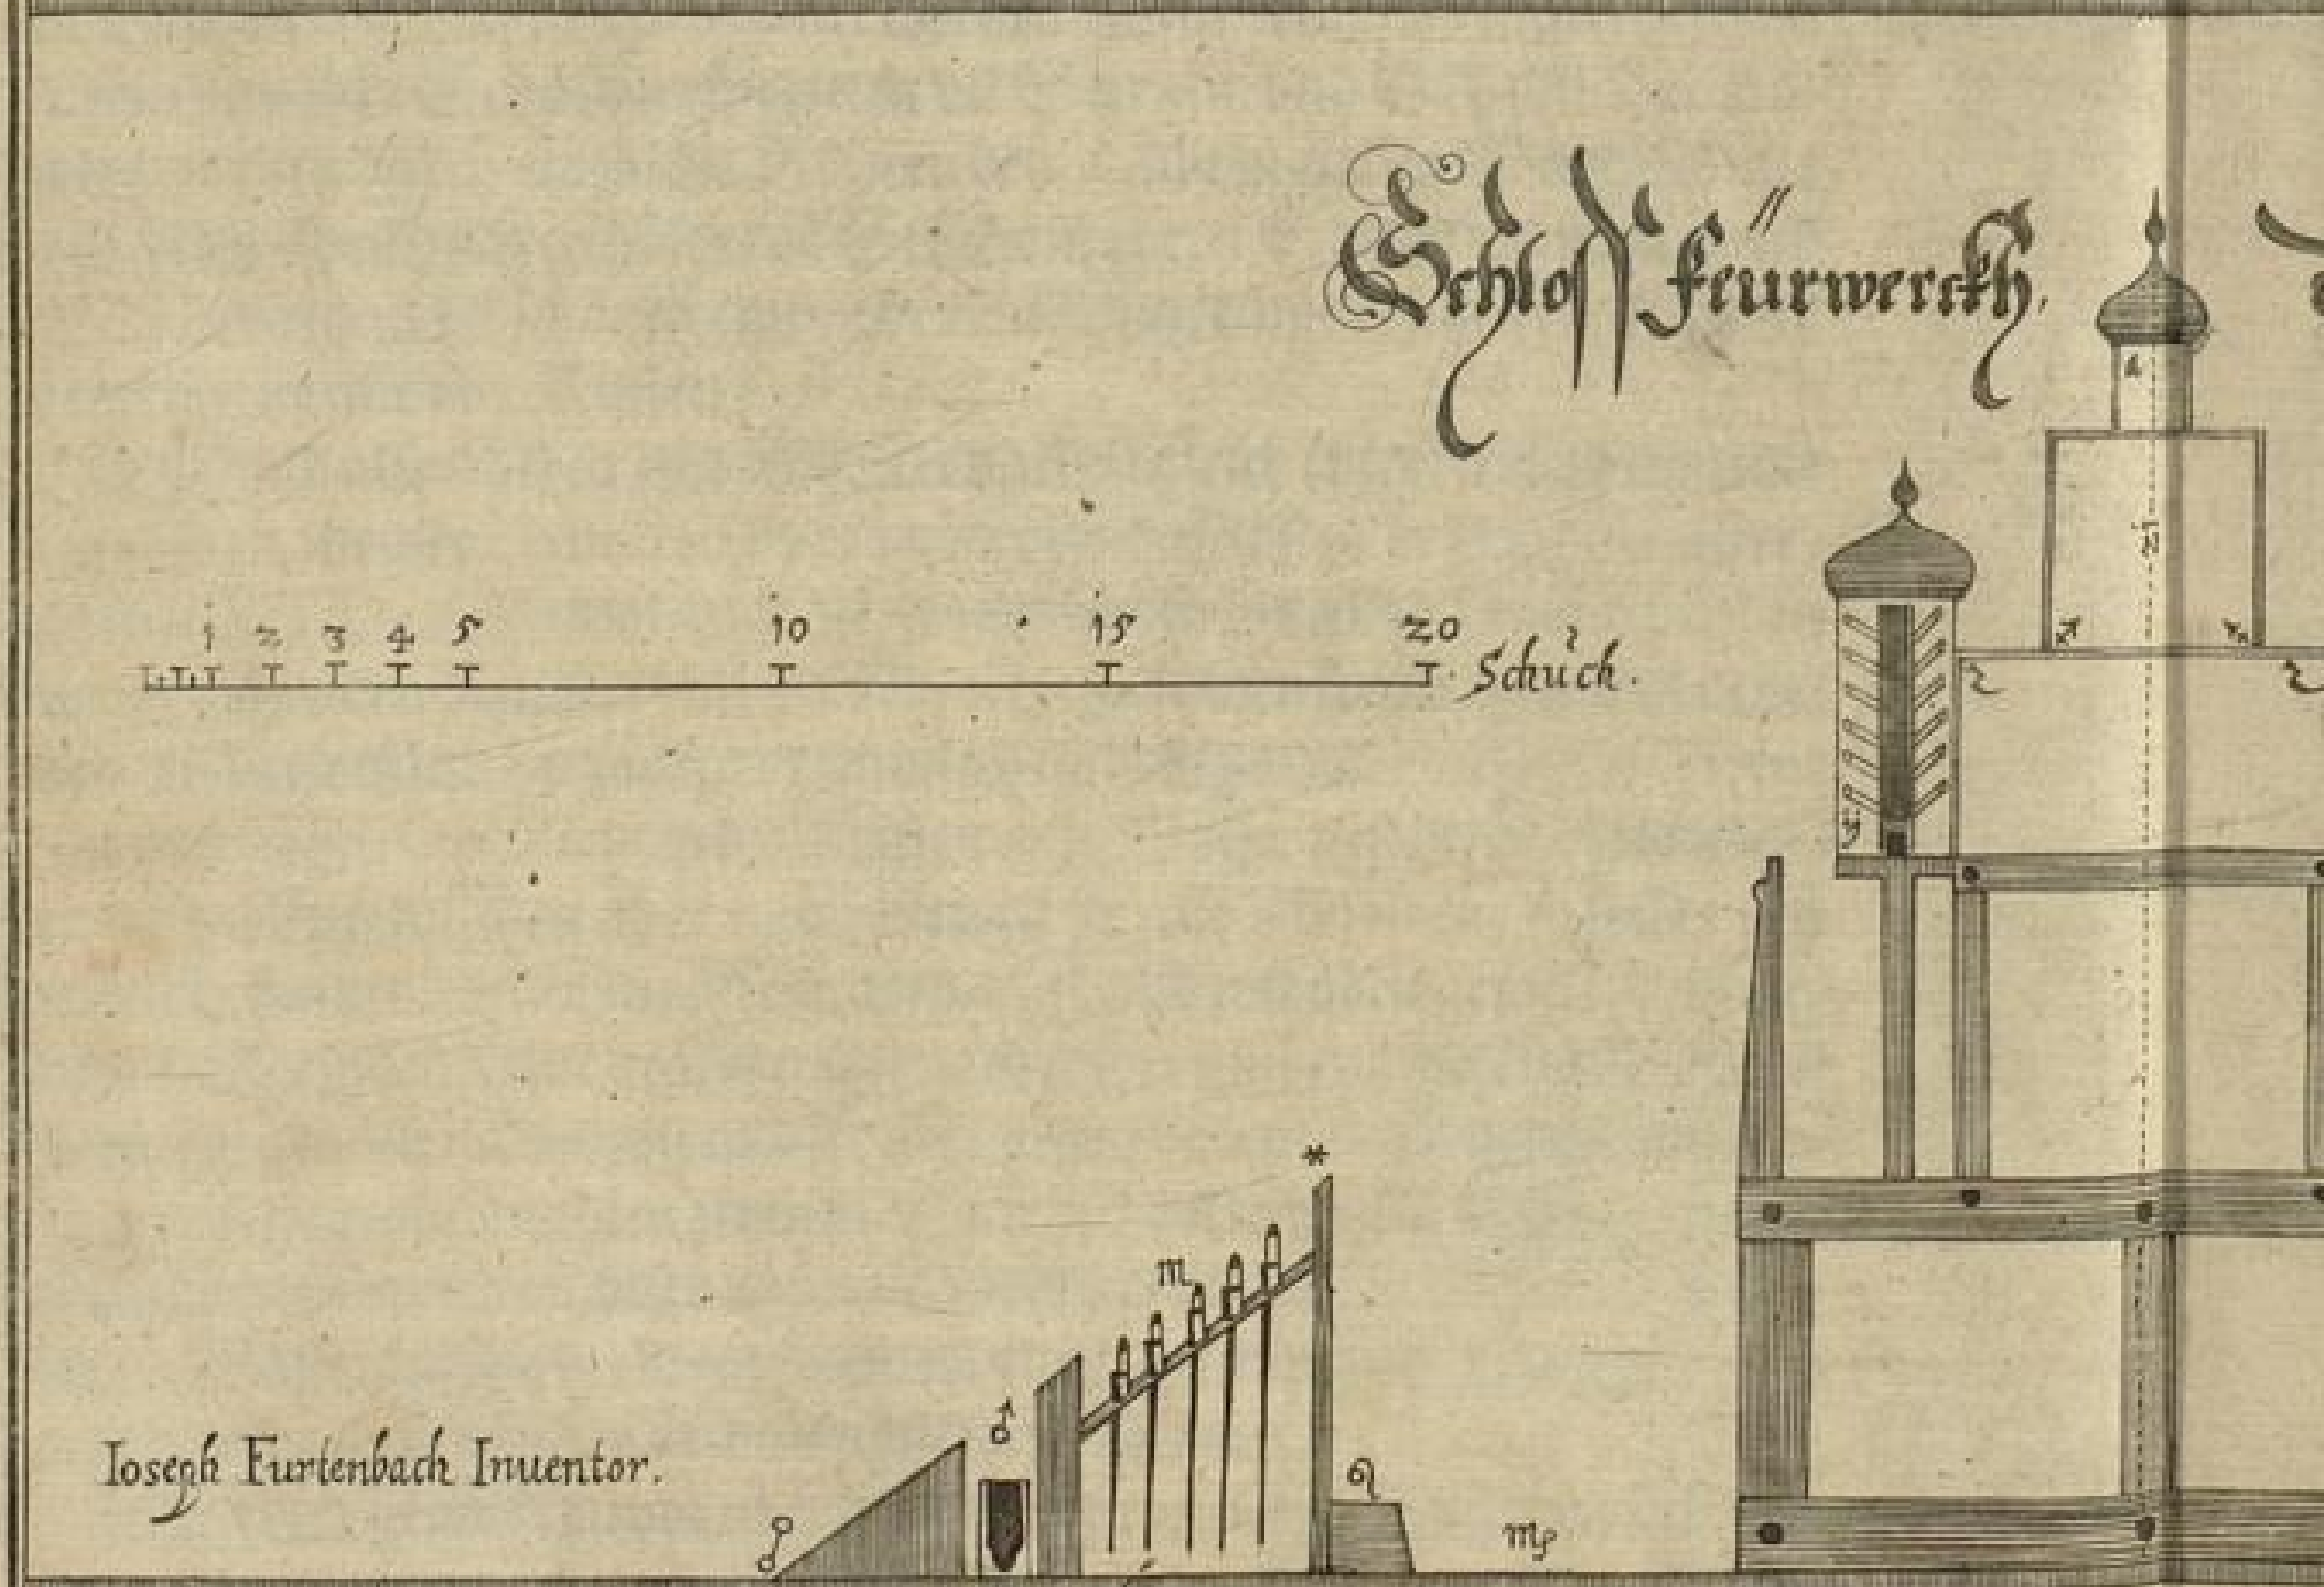 Schloſſ feürwerckh.
1 2 3 4 5 10 15 20 Schuch.
z z
ÿ
*
m
♂
Ioseph Furtenbach Inuentor.
☍ ♌ ♏